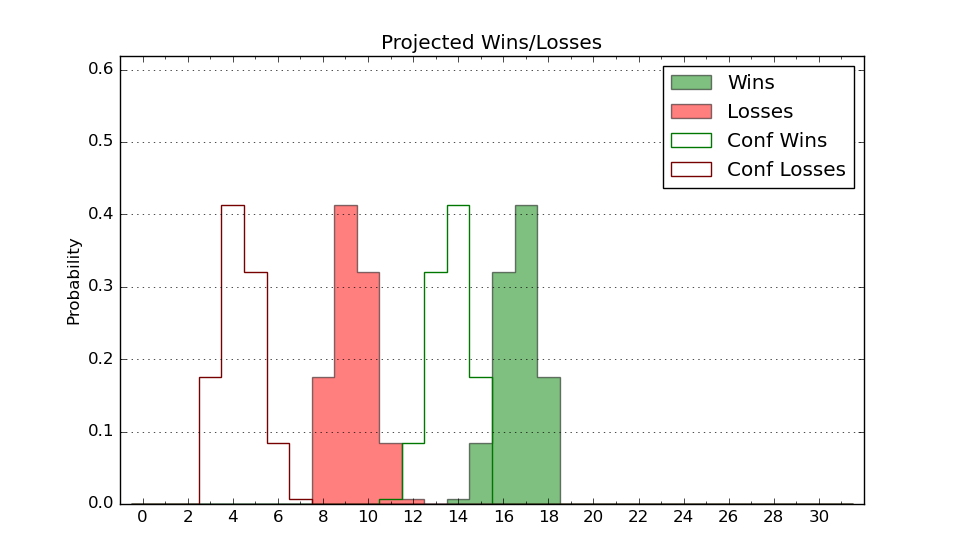 Projected Wins/Losses
0.6
0.5
0.4
0.3
0.2
0.1
0.0
Probability
Wins
Losses
Conf Wins
Conf Losses
0 2 4 6 8 10 12 14 16 18 20 22 24 26 28 30